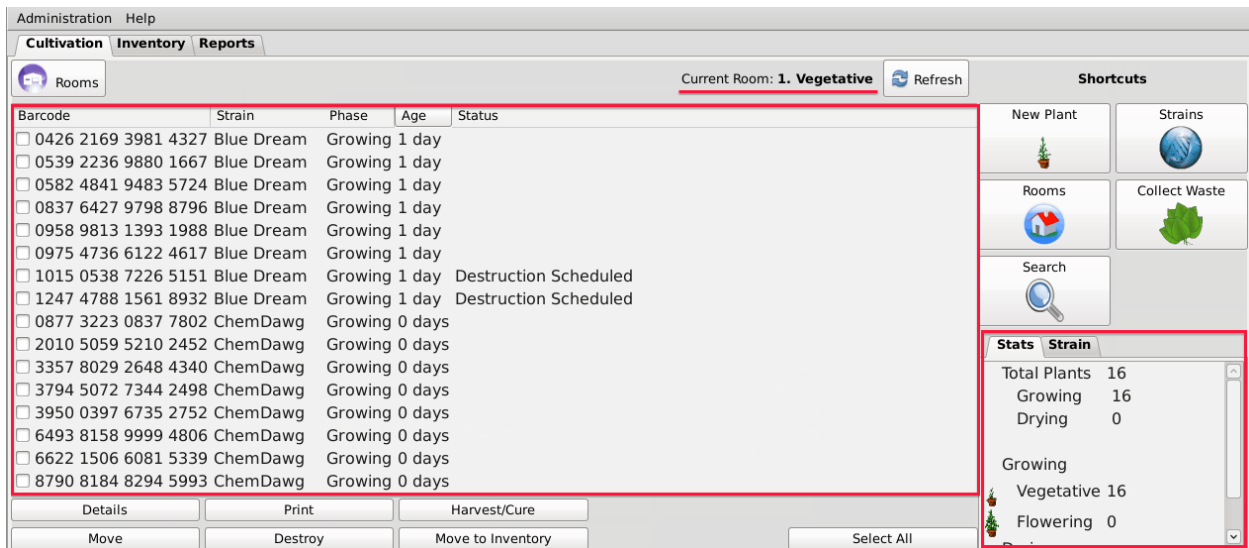 Administration Help
Cultivation Inventory Reports
Rooms Current Room: 1. Vegetative Refresh Shortcuts
Barcode Strain Phase Age Status
0426 2169 3981 4327 Blue Dream Growing 1 day
0539 2236 9880 1667 Blue Dream Growing 1 day
0582 4841 9483 5724 Blue Dream Growing 1 day
0837 6427 9798 8796 Blue Dream Growing 1 day
0958 9813 1393 1988 Blue Dream Growing 1 day
0975 4736 6122 4617 Blue Dream Growing 1 day
1015 0538 7226 5151 Blue Dream Growing 1 day Destruction Scheduled
1247 4788 1561 8932 Blue Dream Growing 1 day Destruction Scheduled
0877 3223 0837 7802 ChemDawg Growing 0 days
2010 5059 5210 2452 ChemDawg Growing 0 days
3357 8029 2648 4340 ChemDawg Growing 0 days
3794 5072 7344 2498 ChemDawg Growing 0 days
3950 0397 6735 2752 ChemDawg Growing 0 days
6493 8158 9999 4806 ChemDawg Growing 0 days
6622 1506 6081 5339 ChemDawg Growing 0 days
8790 8184 8294 5993 ChemDawg Growing 0 days
Details Print Harvest/Cure
Move Destroy Move to Inventory Select All
New Plant Strains
Rooms Collect Waste
Search
Stats Strain
Total Plants 16
Growing 16
Drying 0
Growing
Vegetative 16
Flowering 0